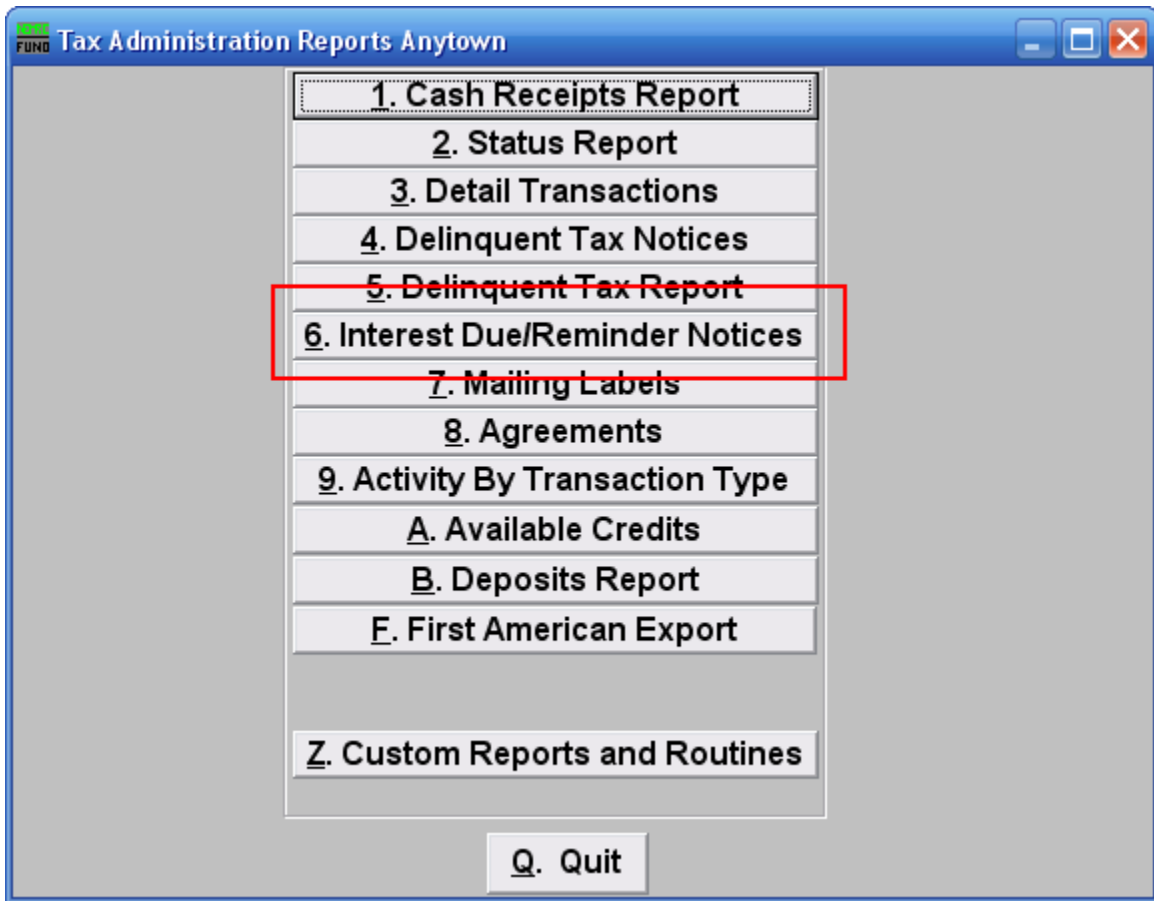 FUND Tax Administration Reports Anytown
1. Cash Receipts Report
2. Status Report
3. Detail Transactions
4. Delinquent Tax Notices
5. Delinquent Tax Report
6. Interest Due/Reminder Notices
7. Mailing Labels
8. Agreements
9. Activity By Transaction Type
A. Available Credits
B. Deposits Report
F. First American Export
Z. Custom Reports and Routines
Q. Quit